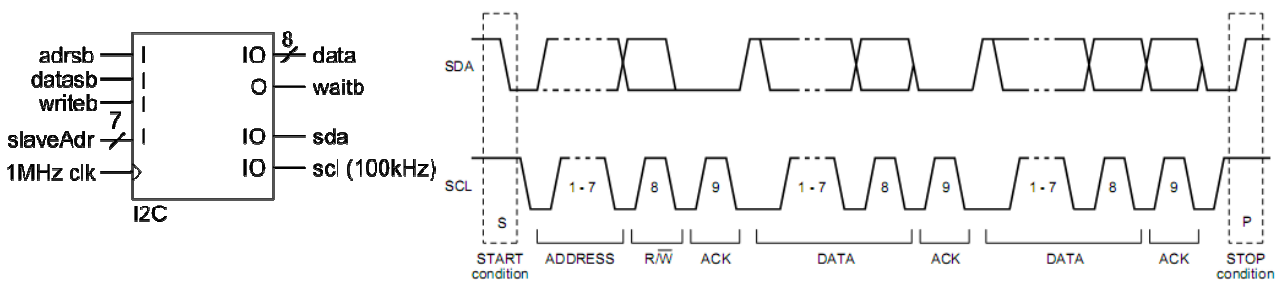 adrsb
datasb
writeb
7
slaveAdr
1MHz clk
I
I
I
I
IO
O
IO
IO
8
data
waitb
sda
scl (100kHz)
I2C
SDA
SCL
1 - 7 8 9 1 - 7 8 9 1 - 7 8 9
S P
START ADDRESS R/W̅ ACK DATA ACK DATA ACK STOP
condition condition